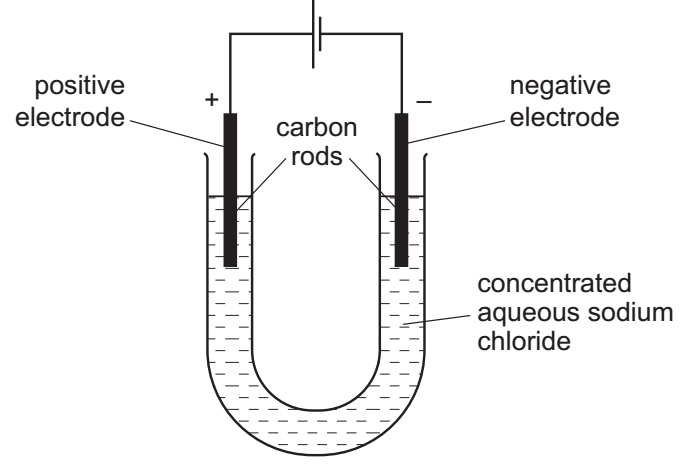 positive
electrode
+
carbon
rods
–
negative
electrode
concentrated
aqueous sodium
chloride